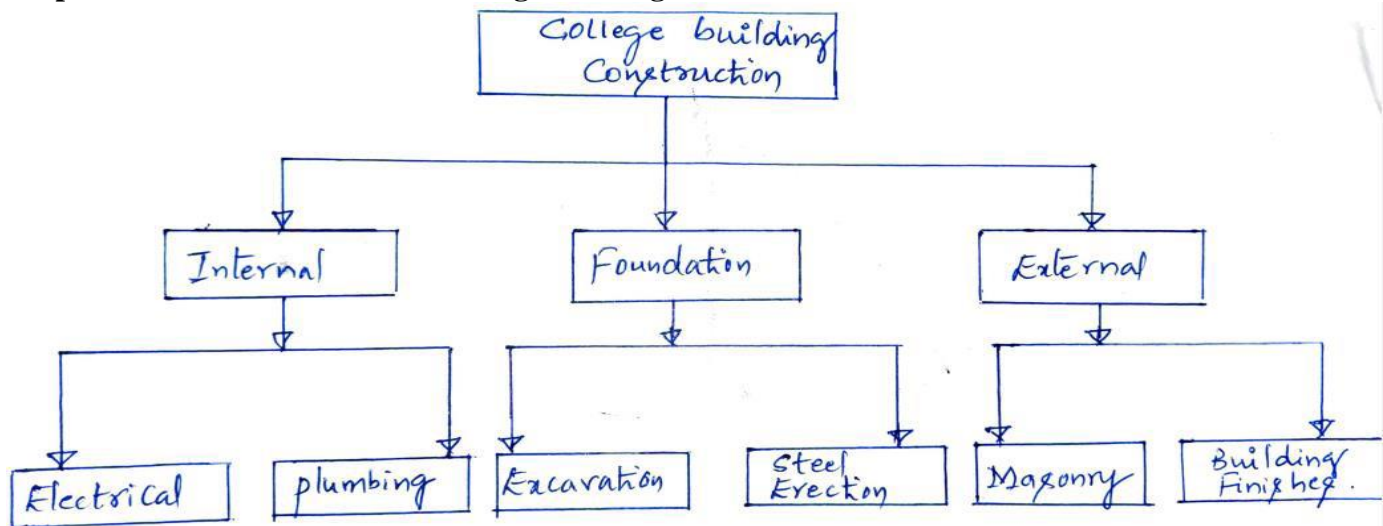 College building
Construction
Internal
Foundation
External
Electrical
plumbing
Excavation
Steel
Erection
Masonry
Building
Finishes.